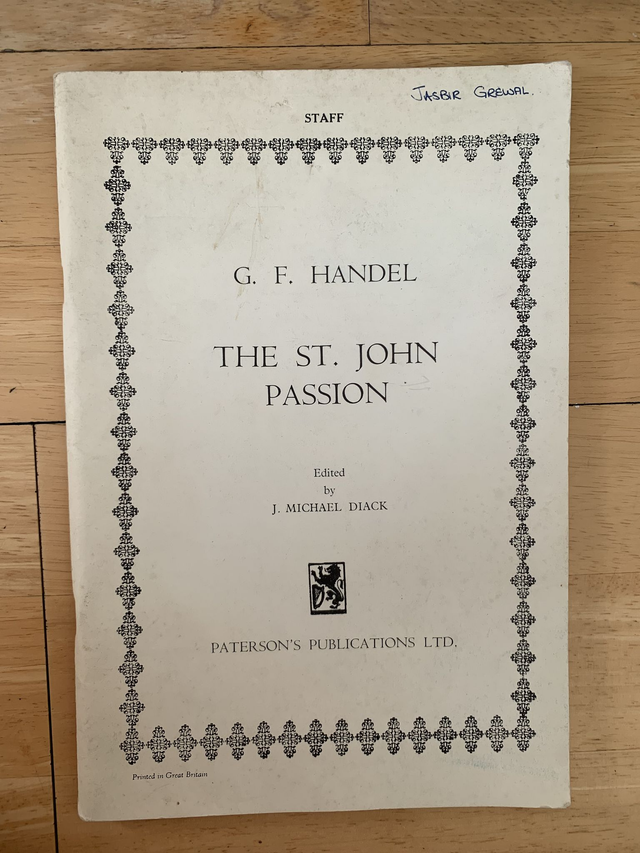 JASBIR GREWAL.
STAFF
G. F. HANDEL
THE ST. JOHN
PASSION
Edited
by
J. MICHAEL DIACK
PATERSON'S PUBLICATIONS LTD.
Printed in Great Britain